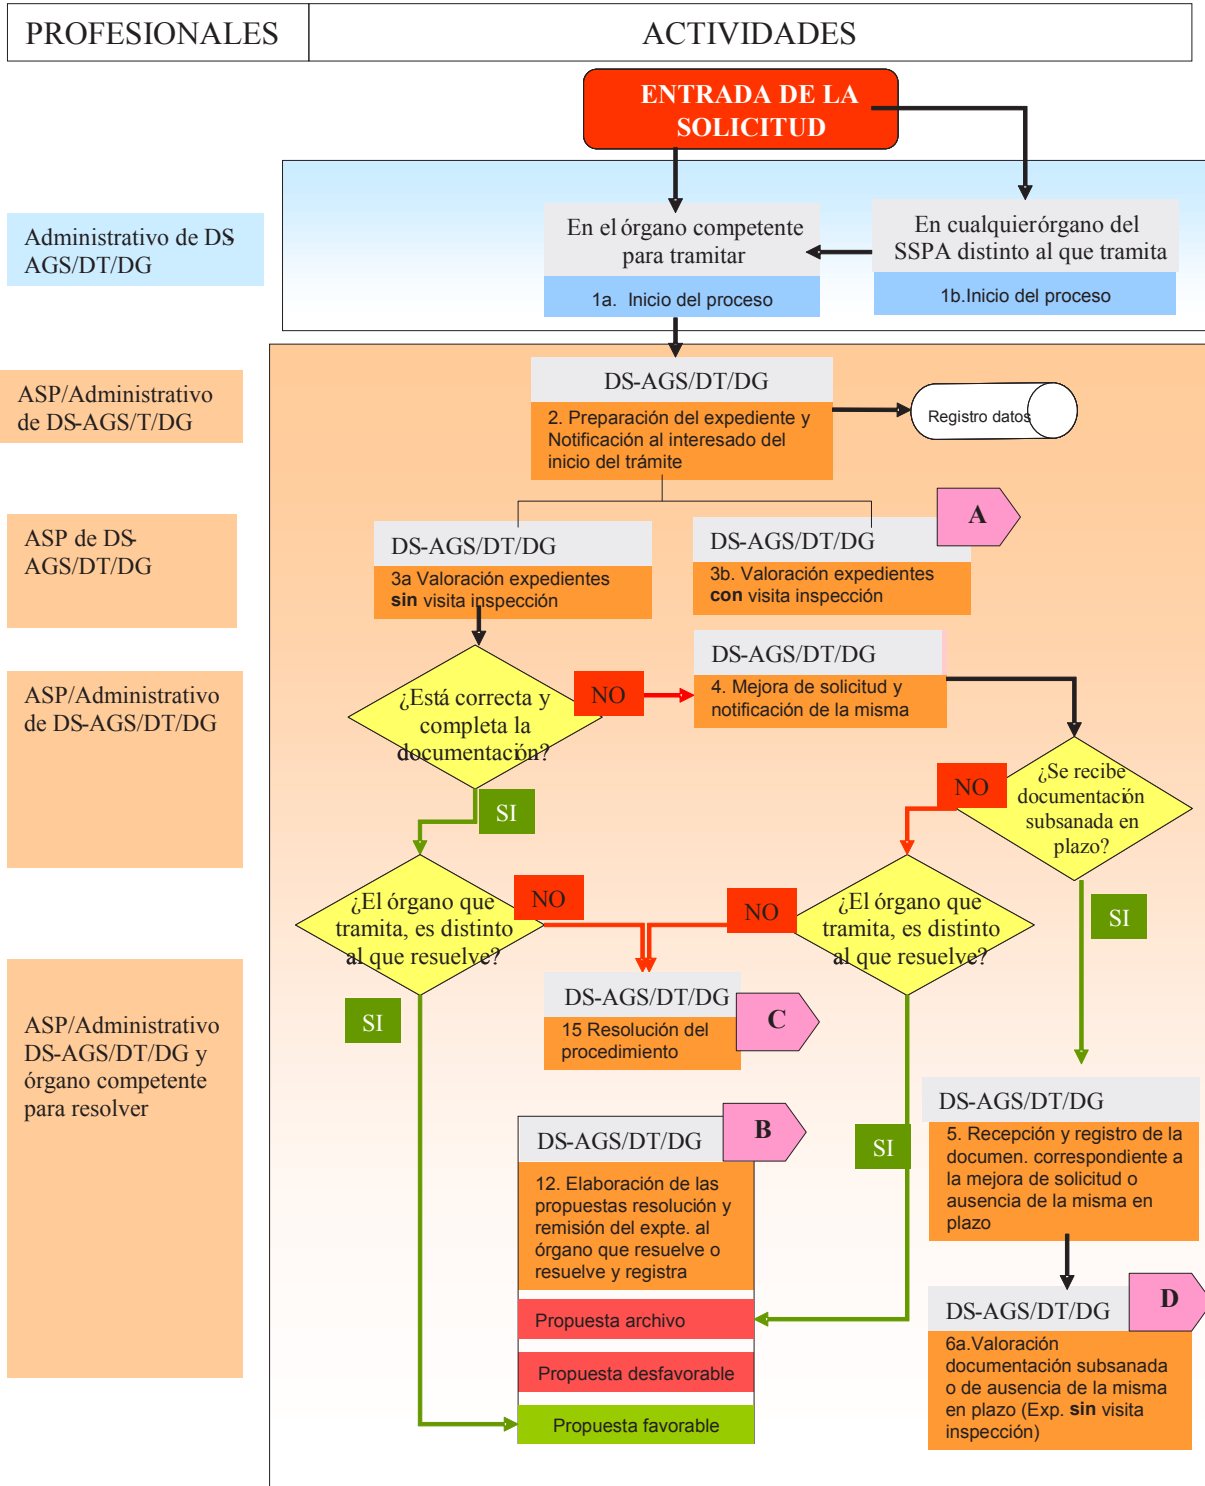 PROFESIONALES
ACTIVIDADES
ENTRADA DE LA
SOLICITUD
Administrativo de DS-
AGS/DT/DG
En el órgano competente
para tramitar
1a. Inicio del proceso
En cualquierórgano del
SSPA distinto al que tramita
1b.Inicio del proceso
ASP/Administrativo
de DS-AGS/T/DG
DS-AGS/DT/DG
2. Preparación del expediente y
Notificación al interesado del
inicio del trámite
Registro datos
ASP de DS-
AGS/DT/DG
DS-AGS/DT/DG
3a Valoración expedientes
sin visita inspección
A
DS-AGS/DT/DG
3b. Valoración expedientes
con visita inspección
ASP/Administrativo
de DS-AGS/DT/DG
¿Está correcta y
completa la
documentación?
NO
DS-AGS/DT/DG
4. Mejora de solicitud y
notificación de la misma
SI
NO
¿Se recibe
documentación
subsanada en
plazo?
¿El órgano que
tramita, es distinto
al que resuelve?
NO
NO
¿El órgano que
tramita, es distinto
al que resuelve?
SI
ASP/Administrativo
DS-AGS/DT/DG y
órgano competente
para resolver
SI
DS-AGS/DT/DG
C
15 Resolución del
procedimiento
DS-AGS/DT/DG
B
12. Elaboración de las
propuestas resolución y
remisión del expte. al
órgano que resuelve o
resuelve y registra
Propuesta archivo
Propuesta desfavorable
Propuesta favorable
SI
DS-AGS/DT/DG
5. Recepción y registro de la
documen. correspondiente a
la mejora de solicitud o
ausencia de la misma en
plazo
DS-AGS/DT/DG
D
6a.Valoración
documentación subsanada
o de ausencia de la misma
en plazo (Exp. sin visita
inspección)